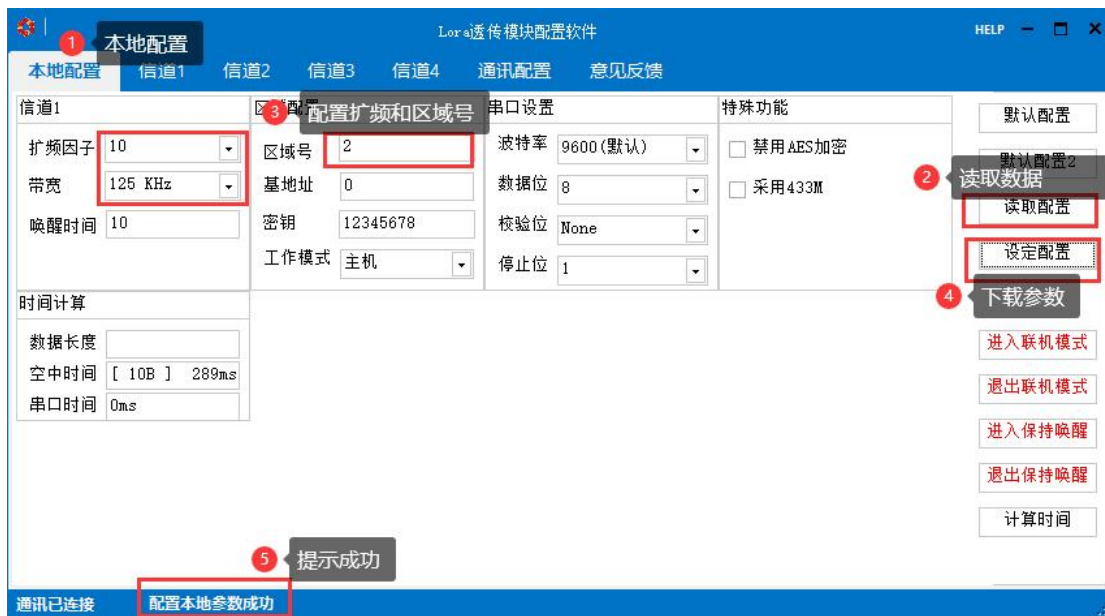 Lora透传模块配置软件
HELP
1 本地配置
本地配置 信道1 信道2 信道3 信道4 通讯配置 意见反馈
信道1
扩频因子 10
带宽 125 KHz
唤醒时间 10
3 配置扩频和区域号
区域号 2
基地址 0
密钥 12345678
工作模式 主机
串口设置
波特率 9600(默认)
数据位 8
校验位 None
停止位 1
特殊功能
禁用AES加密
采用433M
默认配置
默认配置2
2 读取数据
读取配置
设定配置
4 下载参数
进入联机模式
退出联机模式
进入保持唤醒
退出保持唤醒
计算时间
时间计算
数据长度
空中时间 [ 10B ] 289ms
串口时间 0ms
5 提示成功
通讯已连接 配置本地参数成功